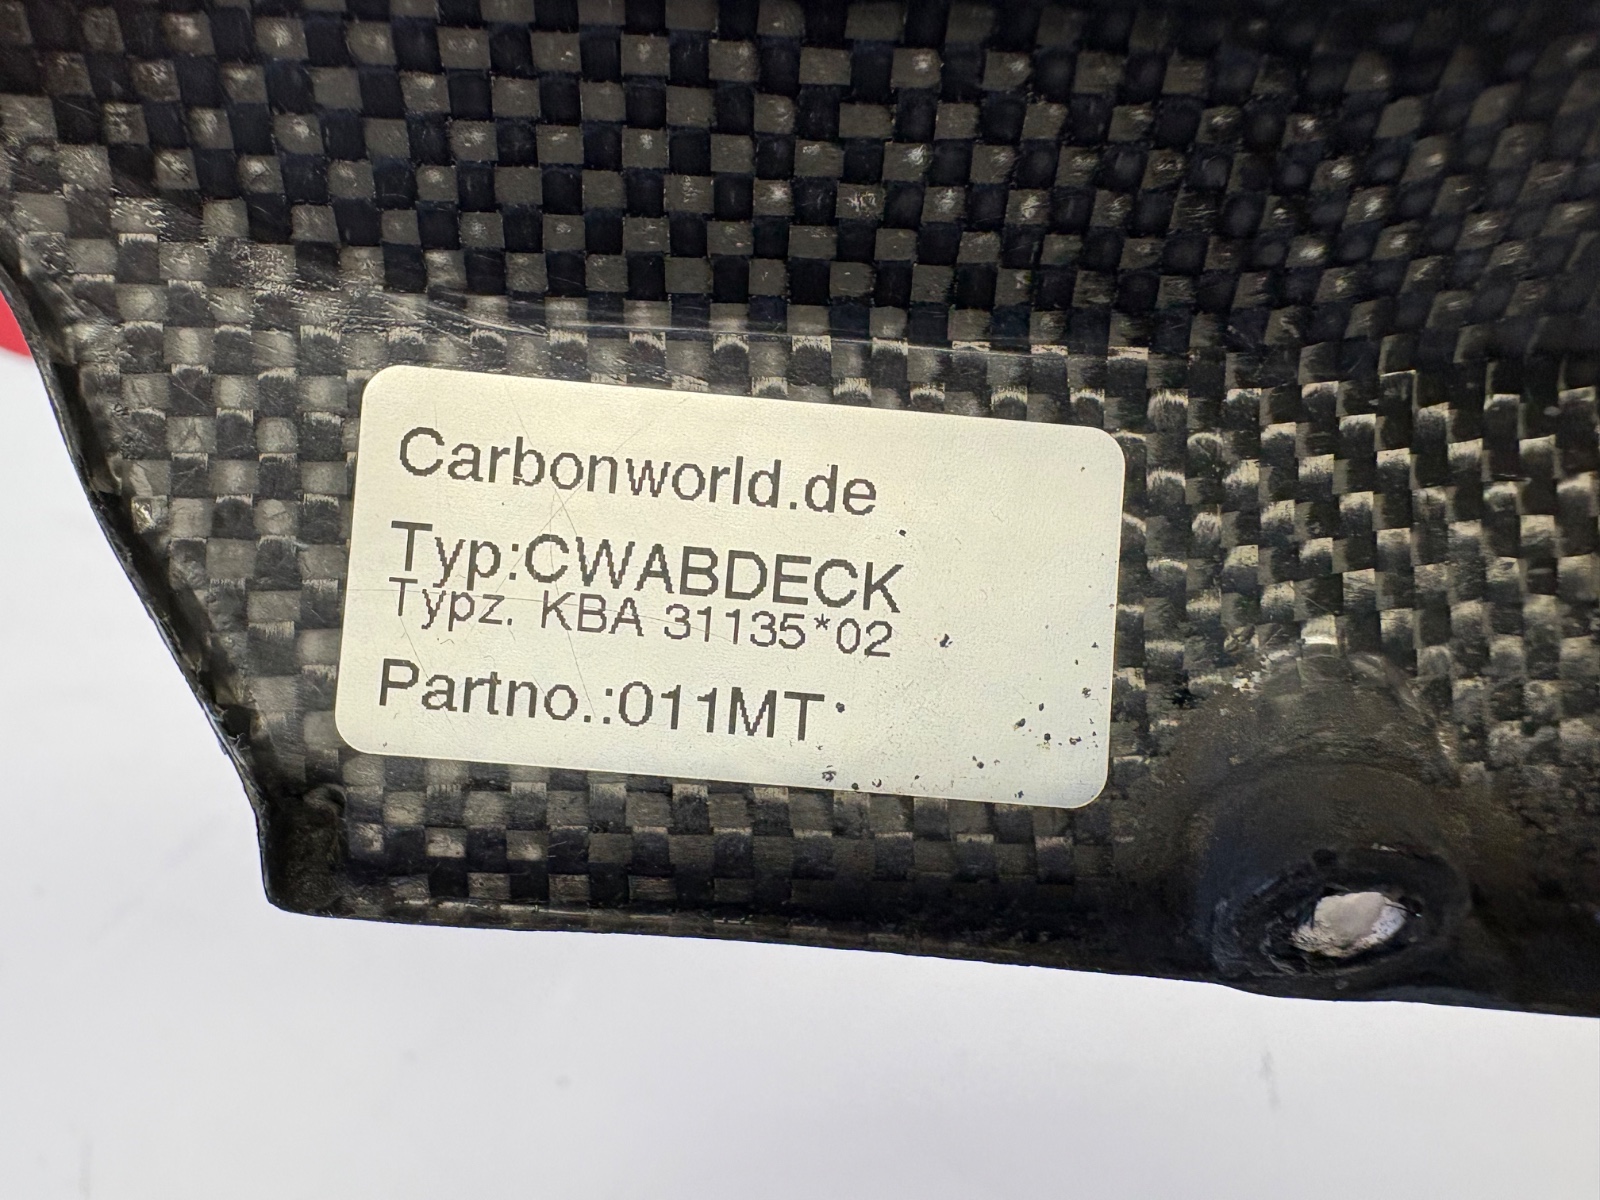 Carbonworld.de
Typ:CWABDECK
Typz. KBA 31135*02
Partno.:011MT